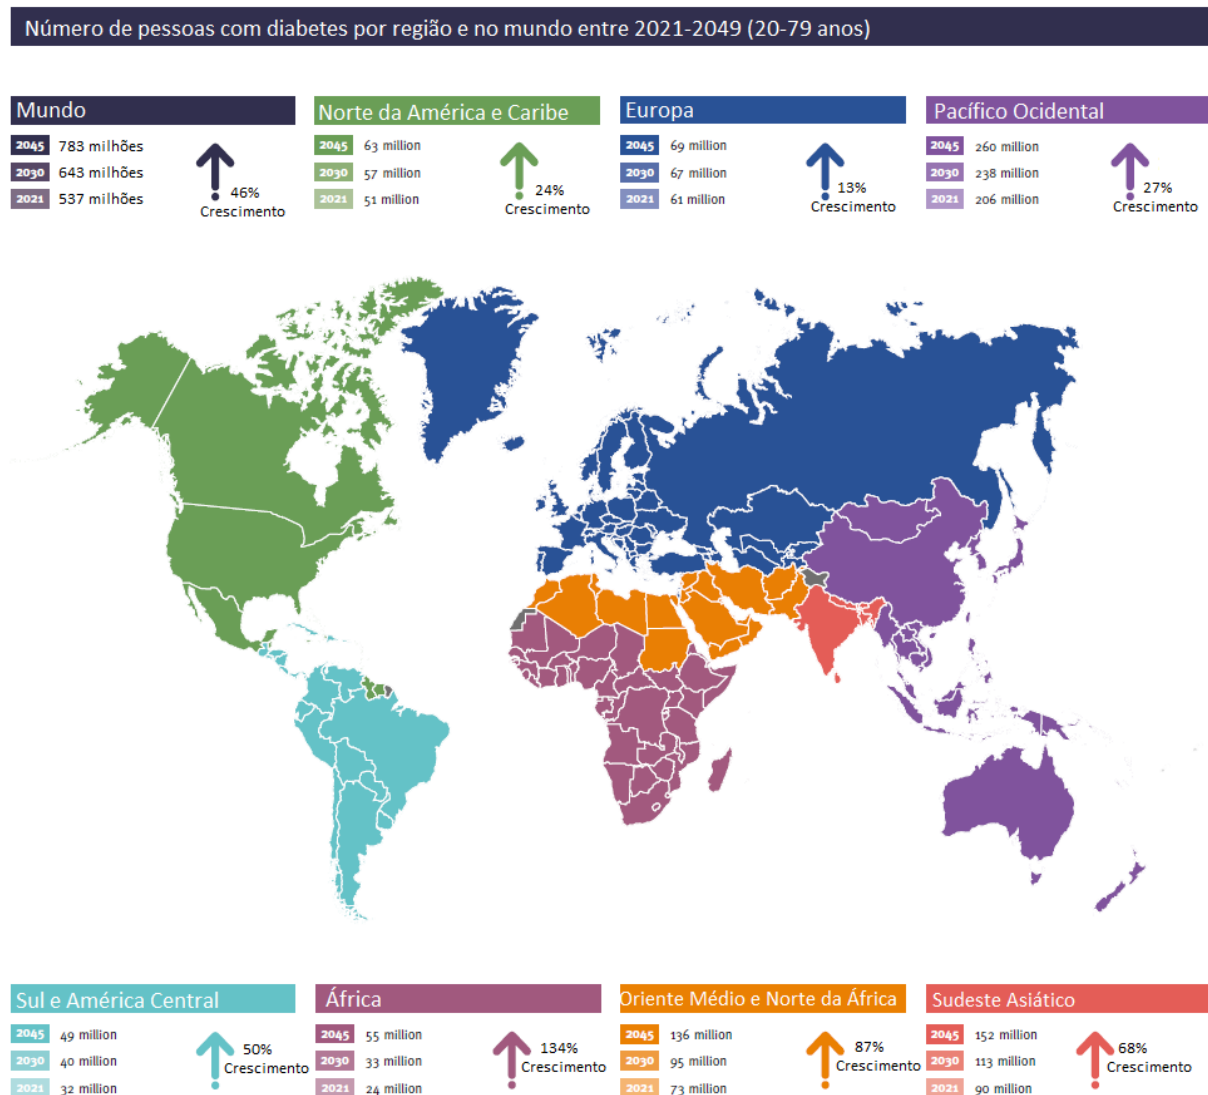 Número de pessoas com diabetes por região e no mundo entre 2021-2049 (20-79 anos)
Mundo
2045 783 milhões
2030 643 milhões
2021 537 milhões
46%
Crescimento
Norte da América e Caribe
2045 63 million
2030 57 million
2021 51 million
24%
Crescimento
Europa
2045 69 million
2030 67 million
2021 61 million
13%
Crescimento
Pacífico Ocidental
2045 260 million
2030 238 million
2021 206 million
27%
Crescimento
Sul e América Central
2045 49 million
2030 40 million
2021 32 million
50%
Crescimento
África
2045 55 million
2030 33 million
2021 24 million
134%
Crescimento
Oriente Médio e Norte da África
2045 136 million
2030 95 million
2021 73 million
87%
Crescimento
Sudeste Asiático
2045 152 million
2030 113 million
2021 90 million
68%
Crescimento